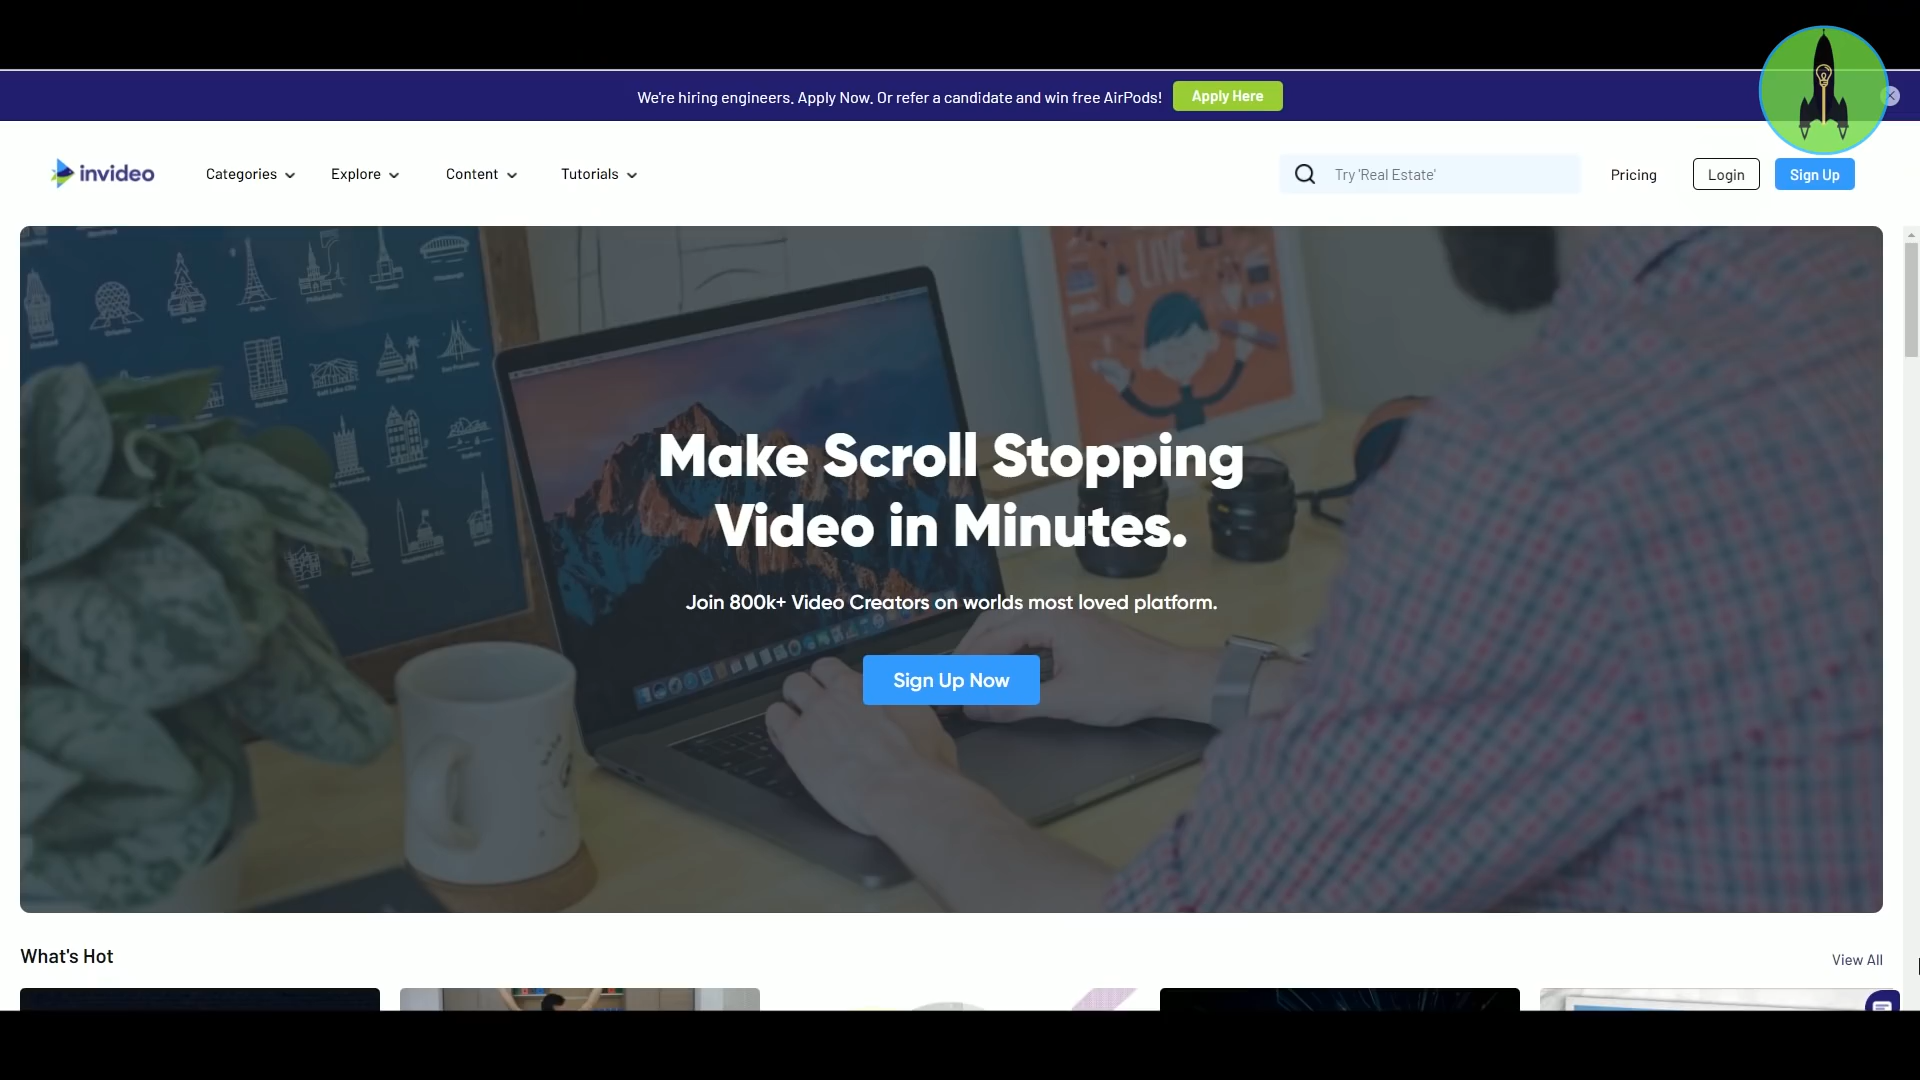 We're hiring engineers. Apply Now. Or refer a candidate and win free AirPods! Apply Here
invideo Categories Explore Content Tutorials Try 'Real Estate' Pricing Login Sign Up
LIVE
Make Scroll Stopping
Video in Minutes.
Join 800k+ Video Creators on worlds most loved platform.
Sign Up Now
What's Hot View All